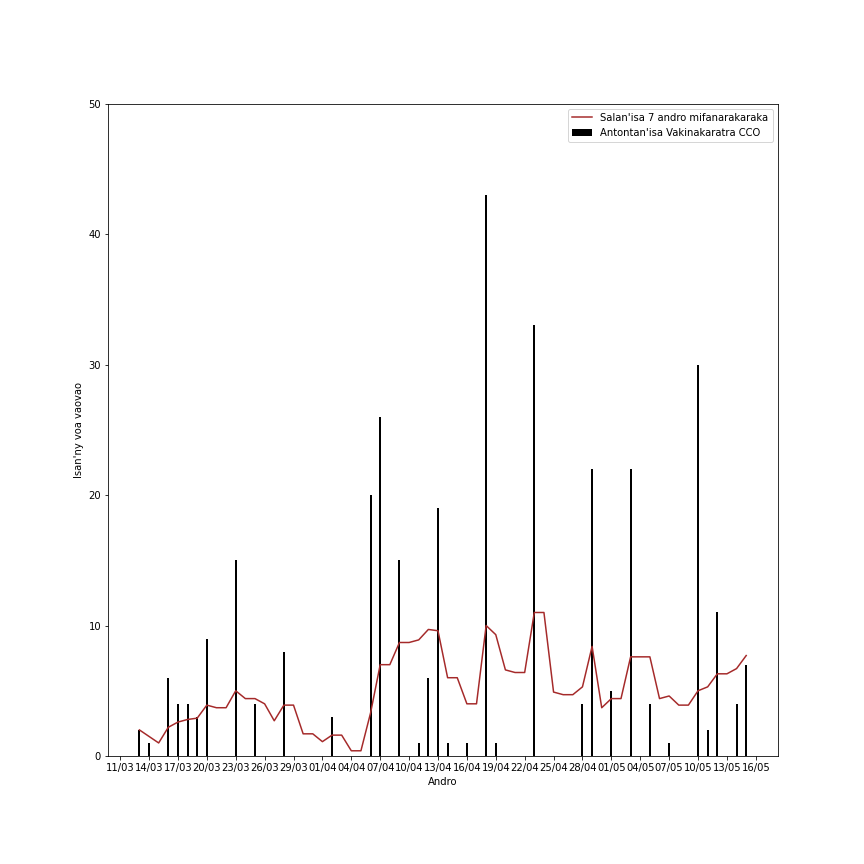 50
Salan'isa 7 andro mifanarakaraka
Antontan'isa Vakinakaratra CCO
40
30
20
10
0
Isan'ny voa vaovao
11/03 14/03 17/03 20/03 23/03 26/03 29/03 01/04 04/04 07/04 10/04 13/04 16/04 19/04 22/04 25/04 28/04 01/05 04/05 07/05 10/05 13/05 16/05
Andro